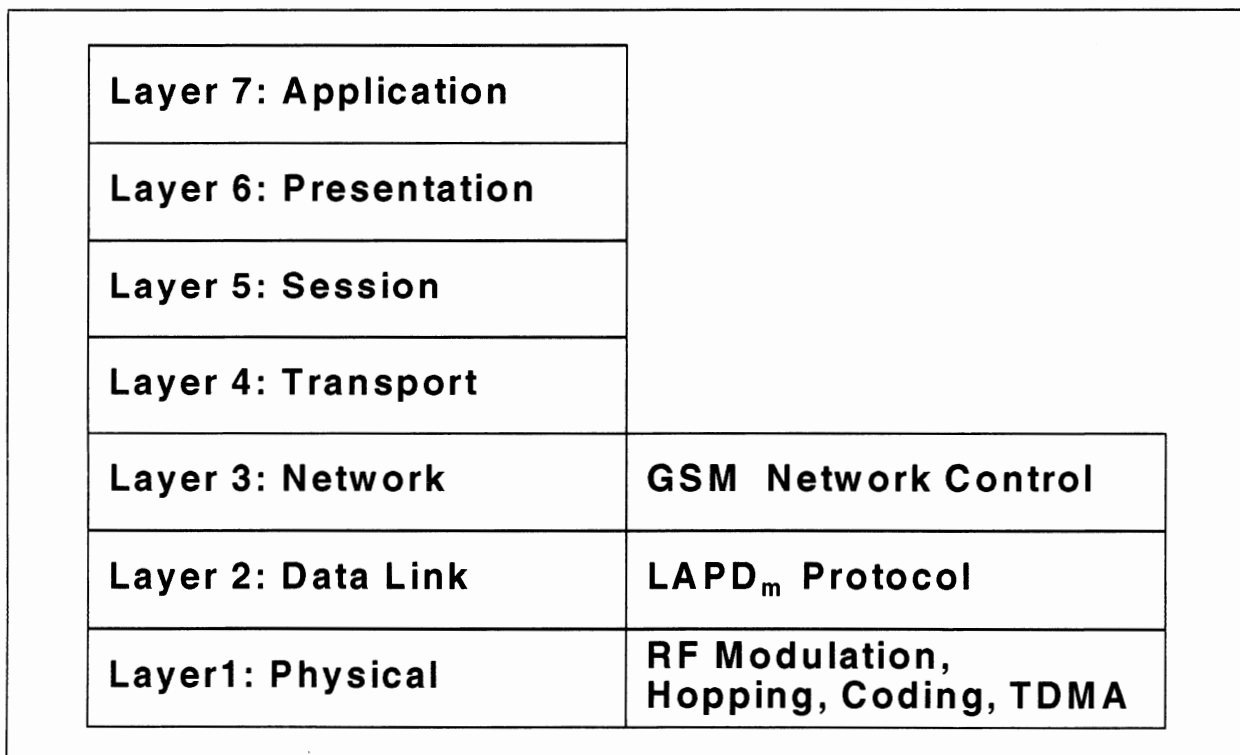 Layer 7: Application
Layer 6: Presentation
Layer 5: Session
Layer 4: Transport
Layer 3: Network
GSM Network Control
Layer 2: Data Link
LAPDm Protocol
Layer1: Physical
RF Modulation,
Hopping, Coding, TDMA